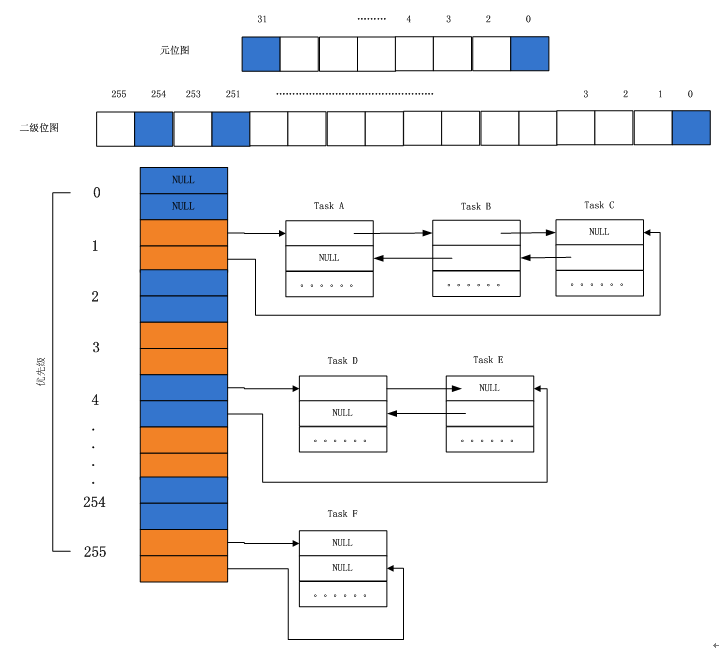 31 ········· 4 3 2 0
元位图
255 254 253 251 ········· 3 2 1 0
二级位图
NULL
0
NULL
Task A Task B Task C
NULL
1
NULL
。。。。。。 。。。。。。 。。。。。。
2
3
优先级
Task D Task E
NULL
4
NULL
。。。。。。 。。。。。。
.
.
.
.
254
Task F
NULL
255
NULL
。。。。。。